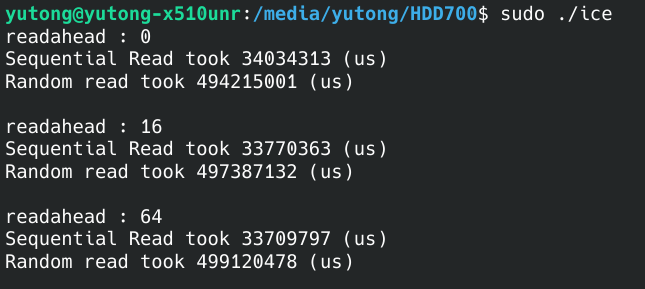 yutong@yutong-x510unr:/media/yutong/HDD700$ sudo ./ice
readahead : 0
Sequential Read took 34034313 (us)
Random read took 494215001 (us)
readahead : 16
Sequential Read took 33770363 (us)
Random read took 497387132 (us)
readahead : 64
Sequential Read took 33709797 (us)
Random read took 499120478 (us)